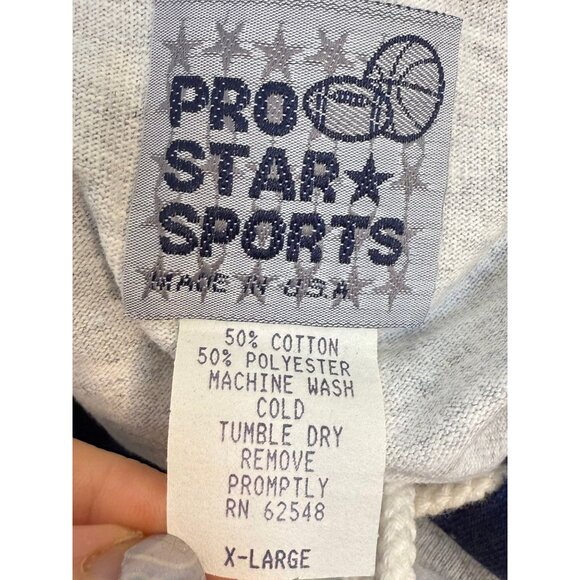 PRO
STAR★
SPORTS
MADE IN U.S.A.
50% COTTON
50% POLYESTER
MACHINE WASH
COLD
TUMBLE DRY
REMOVE
PROMPTLY
RN 62548
X-LARGE